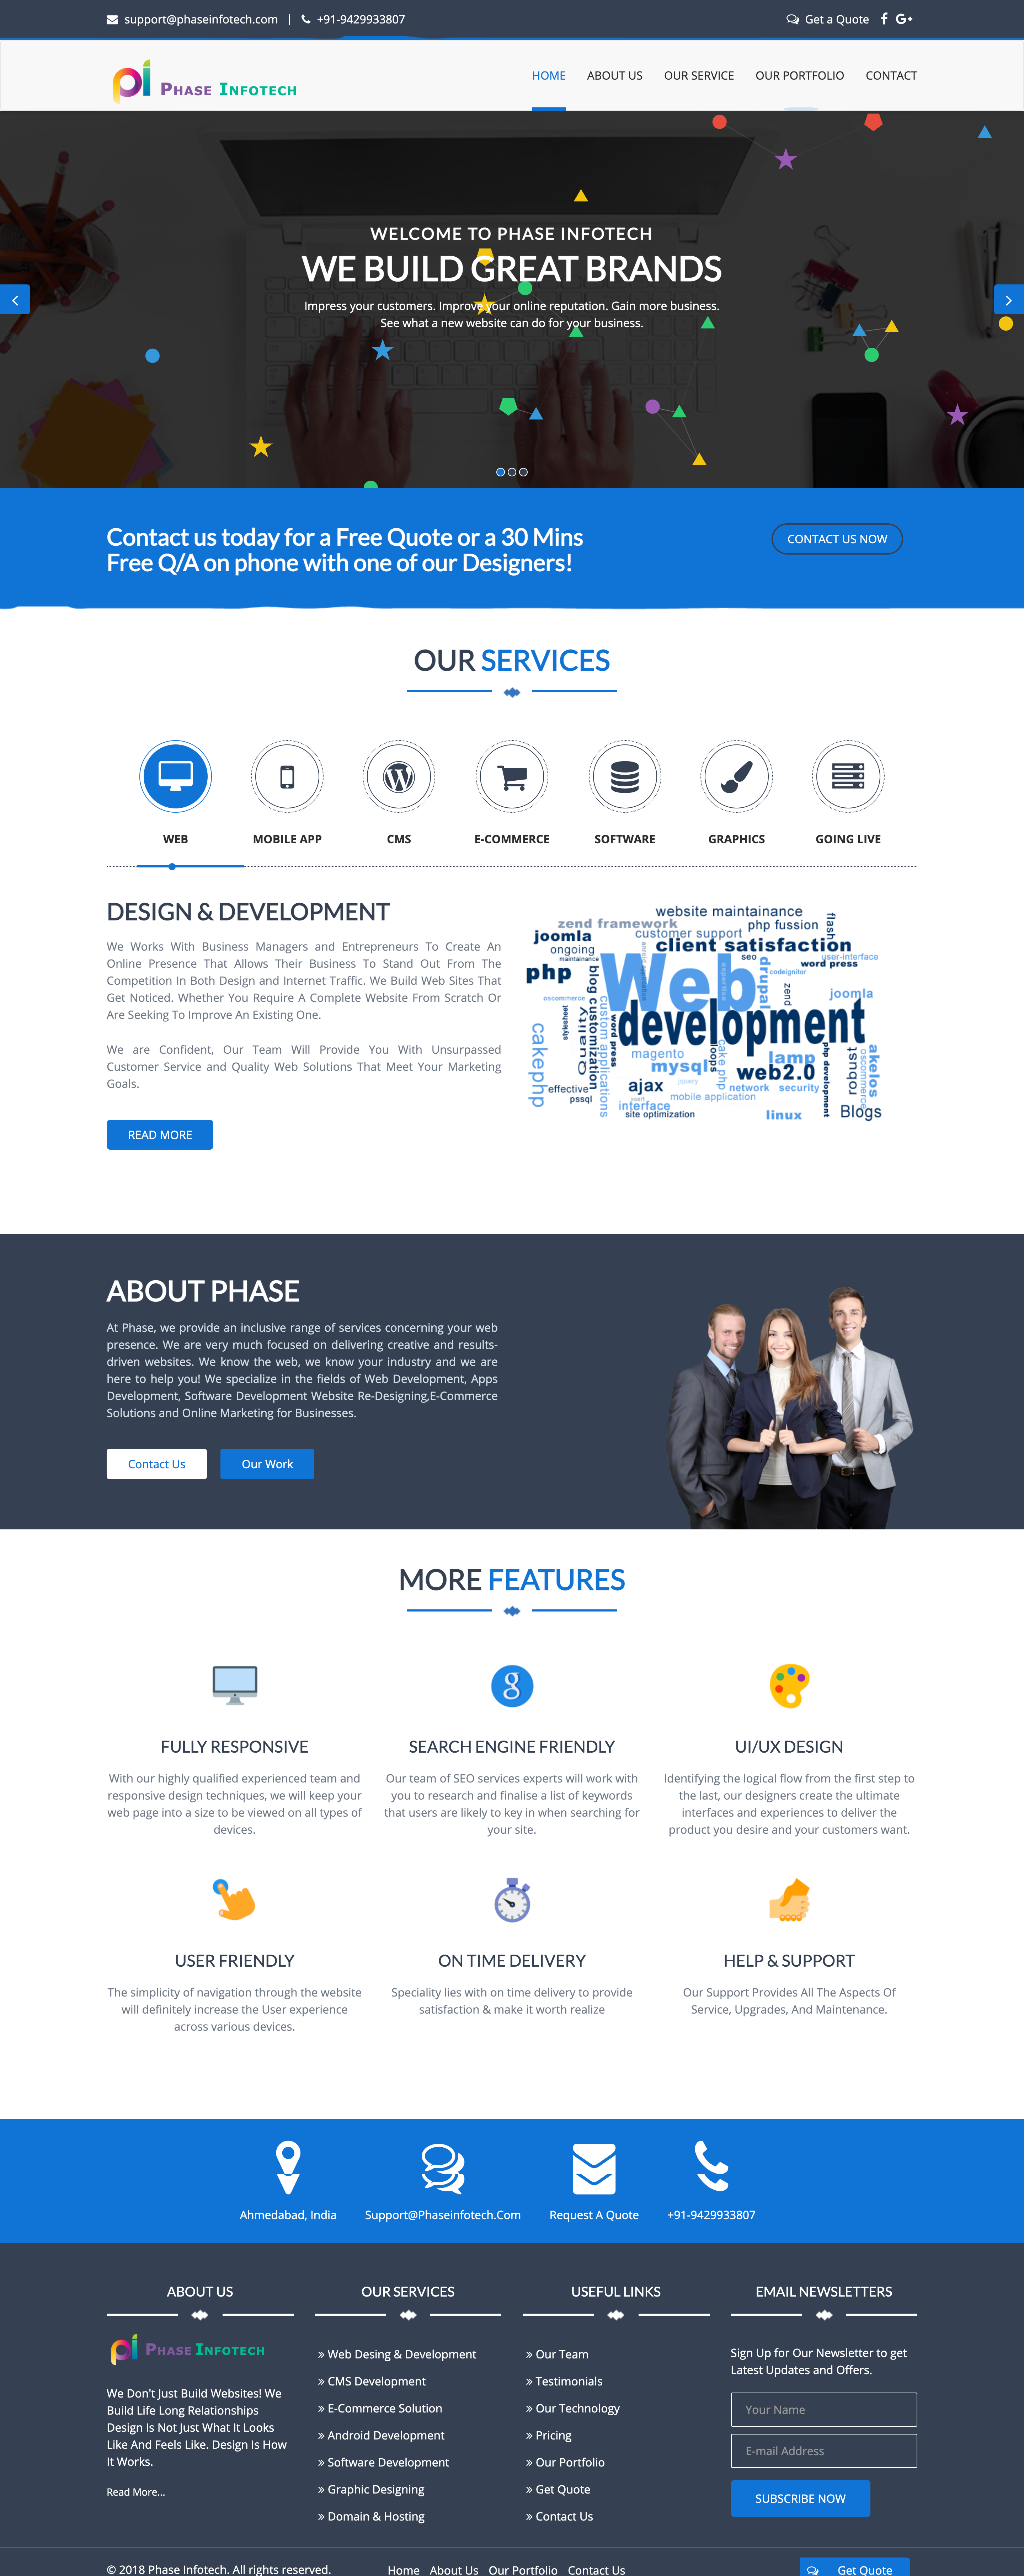 support@phaseinfotech.com | +91-9429933807
Get a Quote
PHASE INFOTECH
HOME ABOUT US OUR SERVICE OUR PORTFOLIO CONTACT
WELCOME TO PHASE INFOTECH
WE BUILD GREAT BRANDS
Impress your customers. Improve your online reputation. Gain more business.
See what a new website can do for your business.
Contact us today for a Free Quote or a 30 Mins
Free Q/A on phone with one of our Designers!
CONTACT US NOW
OUR SERVICES
WEB MOBILE APP CMS E-COMMERCE SOFTWARE GRAPHICS GOING LIVE
DESIGN & DEVELOPMENT
We Works With Business Managers and Entrepreneurs To Create An
Online Presence That Allows Their Business To Stand Out From The
Competition In Both Design and Internet Traffic. We Build Web Sites That
Get Noticed. Whether You Require A Complete Website From Scratch Or
Are Seeking To Improve An Existing One.
We are Confident, Our Team Will Provide You With Unsurpassed
Customer Service and Quality Web Solutions That Meet Your Marketing
Goals.
READ MORE
website maintainance
zend framework
php fussion
flash
joomla
customer support
ongoing
maintainance
client satisfaction
seo
user-interface
word press
php
blog customization
Web
drupal
codeignitor
zend
joomla
oscommerce
stylesheet
Quality
custom applications
word press
development
cakephp
magento
mysql
loops
cake php
lamp
php development
robust
oscommerce
akelos
jquery
web2.0
effective
ajax
network security
pssql
mobile application
interface
site optimization
linux
Blogs
ABOUT PHASE
At Phase, we provide an inclusive range of services concerning your web
presence. We are very much focused on delivering creative and results-
driven websites. We know the web, we know your industry and we are
here to help you! We specialize in the fields of Web Development, Apps
Development, Software Development Website Re-Designing,E-Commerce
Solutions and Online Marketing for Businesses.
Contact Us Our Work
MORE FEATURES
FULLY RESPONSIVE
With our highly qualified experienced team and
responsive design techniques, we will keep your
web page into a size to be viewed on all types of
devices.
SEARCH ENGINE FRIENDLY
Our team of SEO services experts will work with
you to research and finalise a list of keywords
that users are likely to key in when searching for
your site.
UI/UX DESIGN
Identifying the logical flow from the first step to
the last, our designers create the ultimate
interfaces and experiences to deliver the
product you desire and your customers want.
USER FRIENDLY
The simplicity of navigation through the website
will definitely increase the User experience
across various devices.
ON TIME DELIVERY
Speciality lies with on time delivery to provide
satisfaction & make it worth realize
HELP & SUPPORT
Our Support Provides All The Aspects Of
Service, Upgrades, And Maintenance.
Ahmedabad, India
Support@Phaseinfotech.Com
Request A Quote
+91-9429933807
ABOUT US
PHASE INFOTECH
We Don't Just Build Websites! We
Build Life Long Relationships
Design Is Not Just What It Looks
Like And Feels Like. Design Is How
It Works.
Read More...
OUR SERVICES
» Web Desing & Development
» CMS Development
» E-Commerce Solution
» Android Development
» Software Development
» Graphic Designing
» Domain & Hosting
USEFUL LINKS
» Our Team
» Testimonials
» Our Technology
» Pricing
» Our Portfolio
» Get Quote
» Contact Us
EMAIL NEWSLETTERS
Sign Up for Our Newsletter to get
Latest Updates and Offers.
Your Name
E-mail Address
SUBSCRIBE NOW
© 2018 Phase Infotech. All rights reserved.
Home About Us Our Portfolio Contact Us
Get Quote